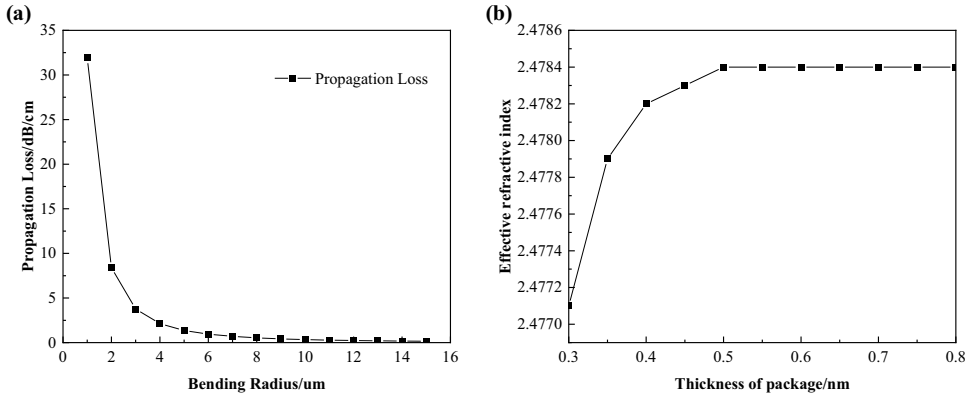 (a)
35
30
25
20
15
10
5
0
Propagation Loss/dB/cm
Propagation Loss
0 2 4 6 8 10 12 14 16
Bending Radius/um
(b)
2.4786
2.4784
2.4782
2.4780
2.4778
2.4776
2.4774
2.4772
2.4770
Effective refractive index
0.3 0.4 0.5 0.6 0.7 0.8
Thickness of package/nm